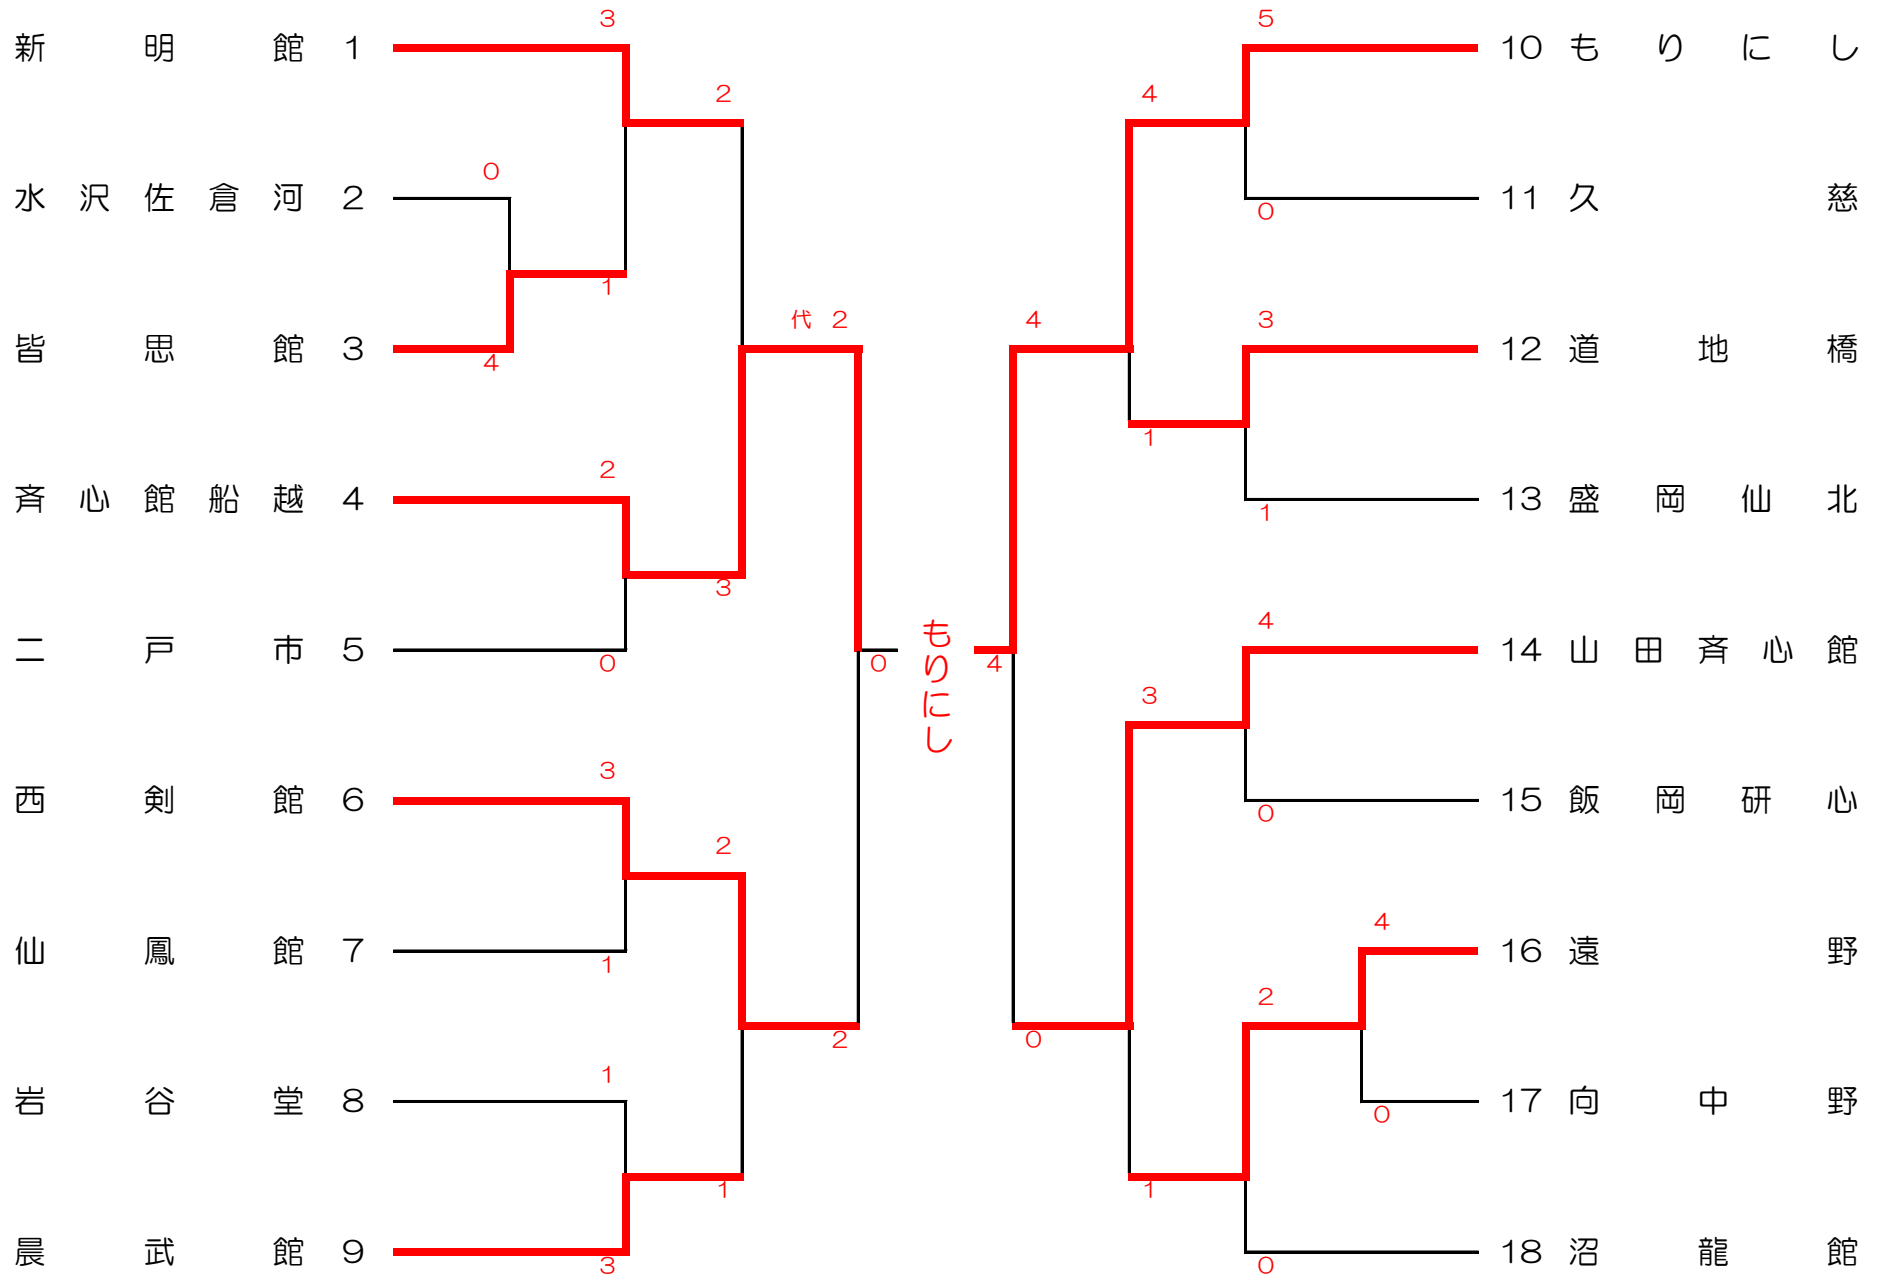 3
5
新明館 1
10 もりにし
2
4
0
水沢佐倉河 2
11 久慈
0
1
代 2
4
3
皆思館 3
12 道地橋
4
1
2
斉心館船越 4
13 盛岡仙北
1
3
4
もりにし
二戸市 5
14 山田斉心館
0
0
4
3
3
西剣館 6
15 飯岡研心
0
2
4
仙鳳館 7
16 遠野
1
2
2
0
1
岩谷堂 8
17 向中野
0
1
1
晨武館 9
18 沼龍館
3
0